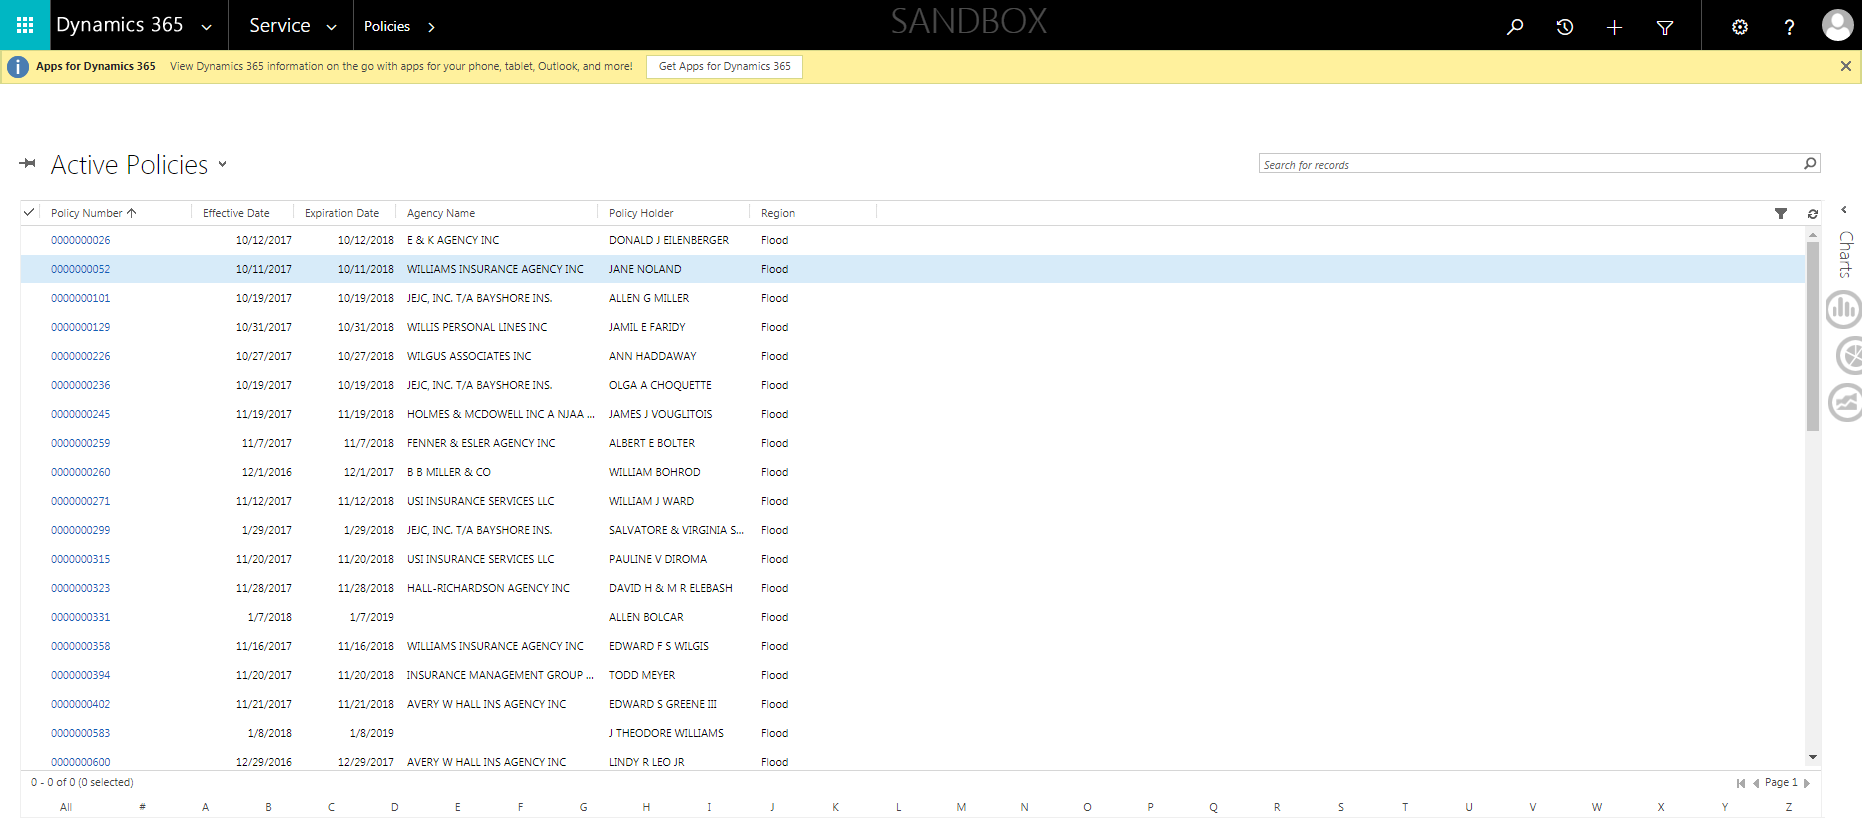 Dynamics 365 Service Policies SANDBOX
Apps for Dynamics 365 View Dynamics 365 information on the go with apps for your phone, tablet, Outlook, and more! Get Apps for Dynamics 365
Active Policies Search for records
Policy Number Effective Date Expiration Date Agency Name Policy Holder Region
0000000026 10/12/2017 10/12/2018 E & K AGENCY INC DONALD J EILENBERGER Flood
0000000052 10/11/2017 10/11/2018 WILLIAMS INSURANCE AGENCY INC JANE NOLAND Flood
0000000101 10/19/2017 10/19/2018 JEJC, INC. T/A BAYSHORE INS. ALLEN G MILLER Flood
0000000129 10/31/2017 10/31/2018 WILLIS PERSONAL LINES INC JAMIL E FARIDY Flood
0000000226 10/27/2017 10/27/2018 WILGUS ASSOCIATES INC ANN HADDAWAY Flood
0000000236 10/19/2017 10/19/2018 JEJC, INC. T/A BAYSHORE INS. OLGA A CHOQUETTE Flood
0000000245 11/19/2017 11/19/2018 HOLMES & MCDOWELL INC A NJAA ... JAMES J VOUGLITOIS Flood
0000000259 11/7/2017 11/7/2018 FENNER & ESLER AGENCY INC ALBERT E BOLTER Flood
0000000260 12/1/2016 12/1/2017 B B MILLER & CO WILLIAM BOHROD Flood
0000000271 11/12/2017 11/12/2018 USI INSURANCE SERVICES LLC WILLIAM J WARD Flood
0000000299 1/29/2017 1/29/2018 JEJC, INC. T/A BAYSHORE INS. SALVATORE & VIRGINIA S... Flood
0000000315 11/20/2017 11/20/2018 USI INSURANCE SERVICES LLC PAULINE V DIROMA Flood
0000000323 11/28/2017 11/28/2018 HALL-RICHARDSON AGENCY INC DAVID H & M R ELEBASH Flood
0000000331 1/7/2018 1/7/2019 ALLEN BOLCAR Flood
0000000358 11/16/2017 11/16/2018 WILLIAMS INSURANCE AGENCY INC EDWARD F S WILGIS Flood
0000000394 11/20/2017 11/20/2018 INSURANCE MANAGEMENT GROUP ... TODD MEYER Flood
0000000402 11/21/2017 11/21/2018 AVERY W HALL INS AGENCY INC EDWARD S GREENE III Flood
0000000583 1/8/2018 1/8/2019 J THEODORE WILLIAMS Flood
0000000600 12/29/2016 12/29/2017 AVERY W HALL INS AGENCY INC LINDY R LEO JR Flood
Charts
0 - 0 of 0 (0 selected) Page 1
All # A B C D E F G H I J K L M N O P Q R S T U V W X Y Z